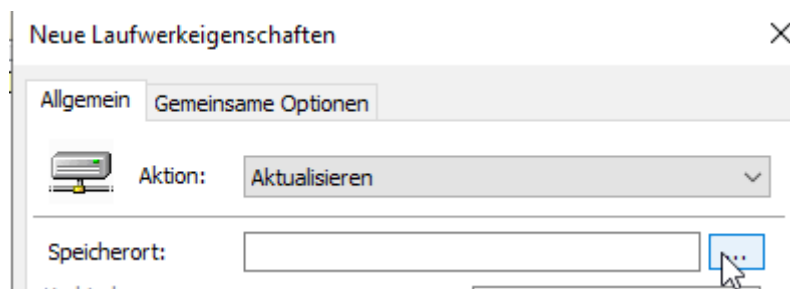 Neue Laufwerkeigenschaften
Allgemein Gemeinsame Optionen
Aktion: Aktualisieren
Speicherort: ...